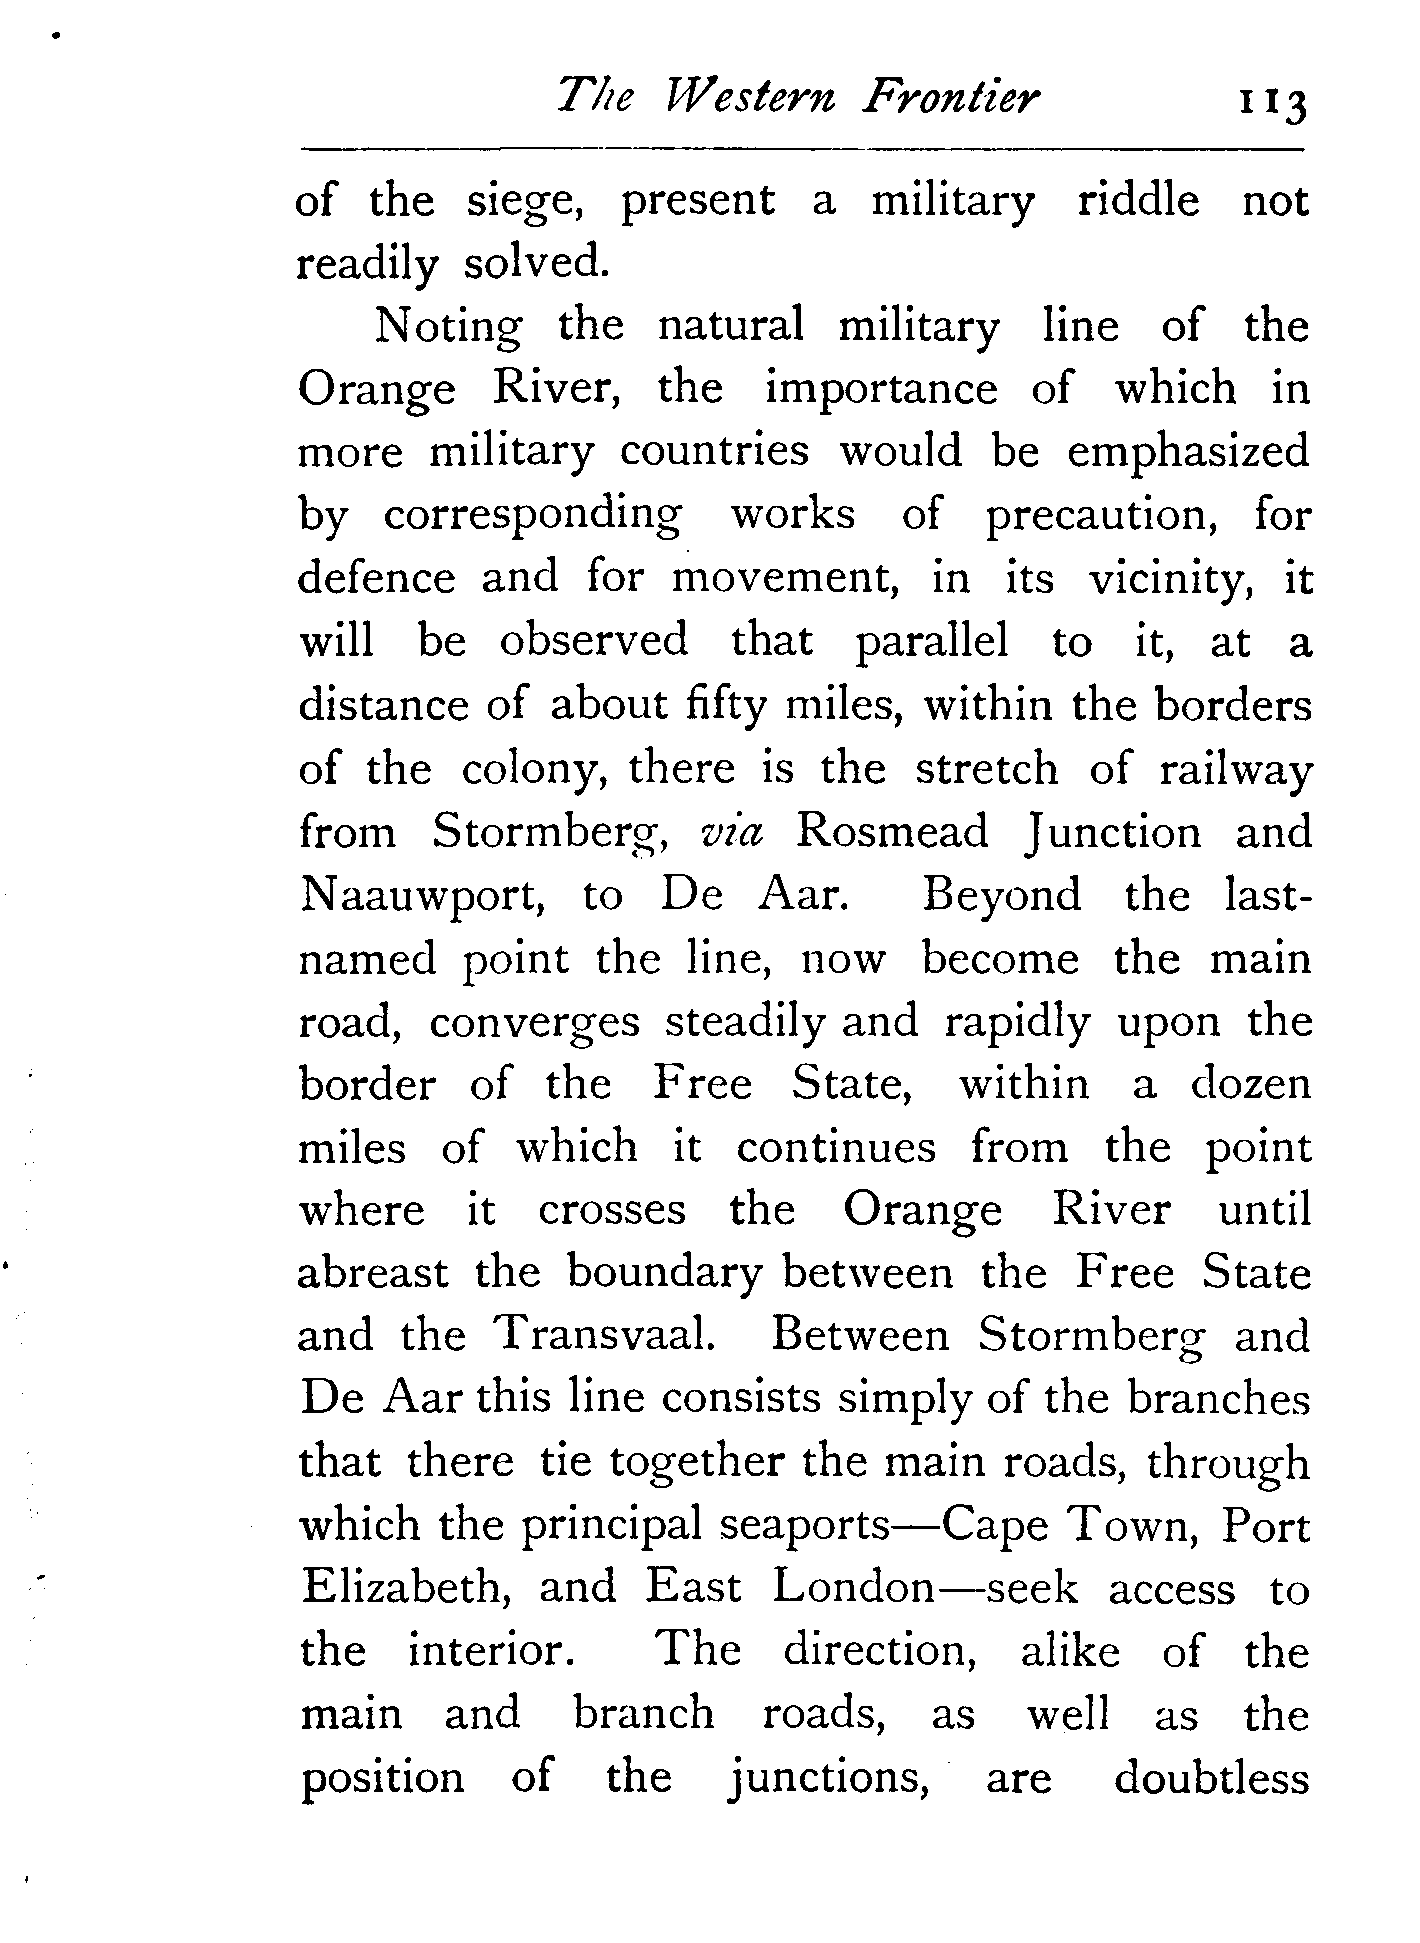 The Western Frontier 113
of the siege, present a military riddle not
readily solved.
Noting the natural military line of the
Orange River, the importance of which in
more military countries would be emphasized
by corresponding works of precaution, for
defence and for movement, in its vicinity, it
will be observed that parallel to it, at a
distance of about fifty miles, within the borders
of the colony, there is the stretch of railway
from Stormberg, via Rosmead Junction and
Naauwport, to De Aar. Beyond the last-
named point the line, now become the main
road, converges steadily and rapidly upon the
border of the Free State, within a dozen
miles of which it continues from the point
where it crosses the Orange River until
abreast the boundary between the Free State
and the Transvaal. Between Stormberg and
De Aar this line consists simply of the branches
that there tie together the main roads, through
which the principal seaports—Cape Town, Port
Elizabeth, and East London—seek access to
the interior. The direction, alike of the
main and branch roads, as well as the
position of the junctions, are doubtless